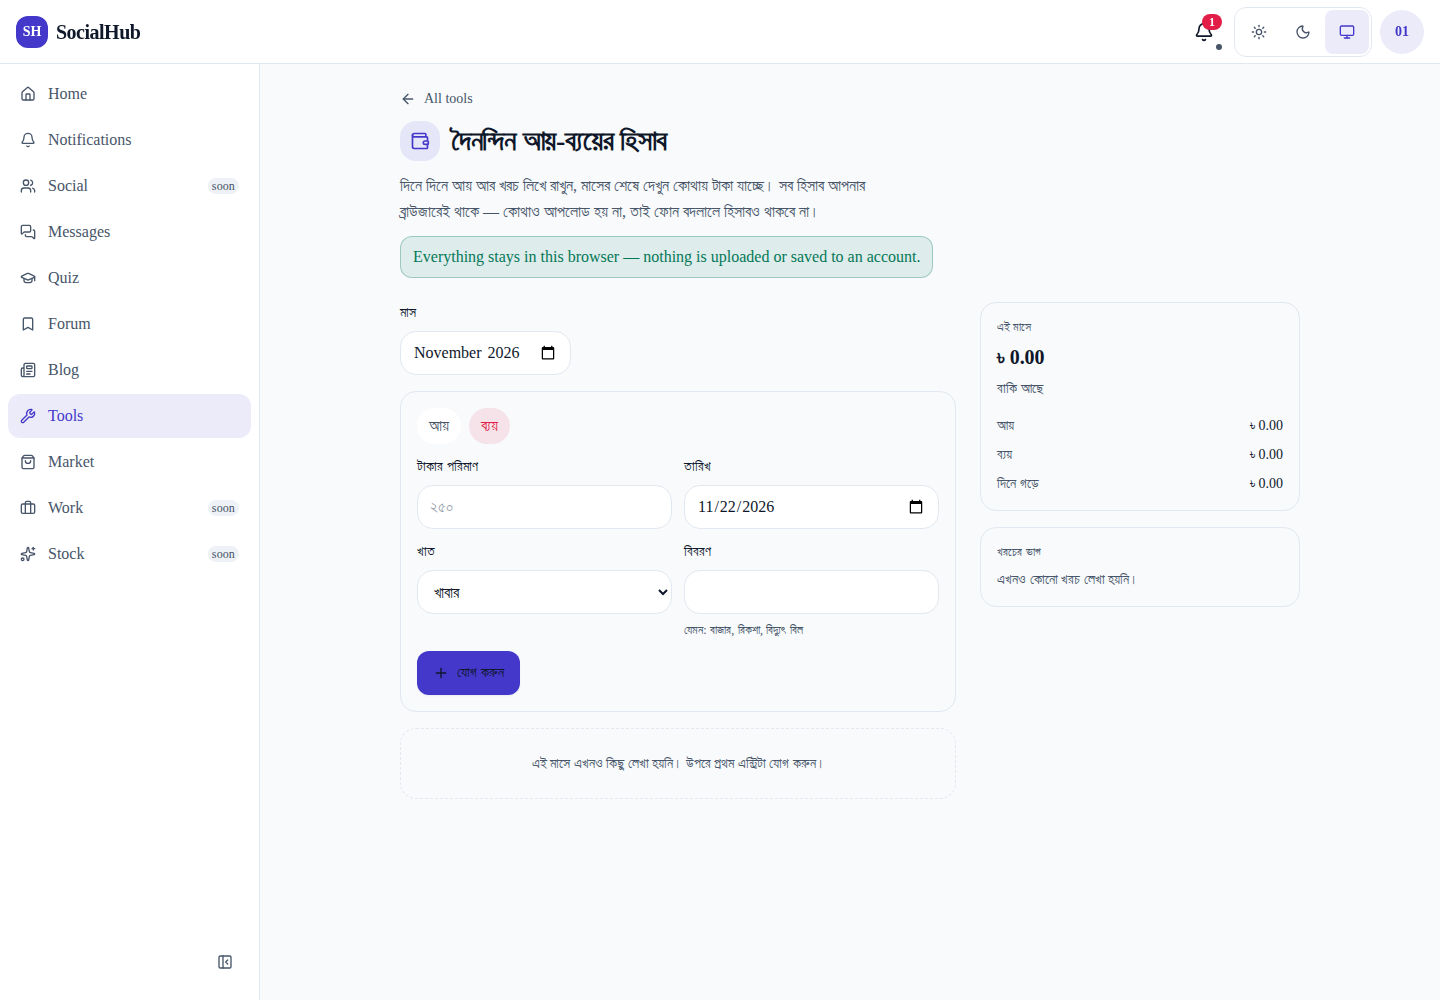 SH SocialHub
1
01
Home
Notifications
Social soon
Messages
Quiz
Forum
Blog
Tools
Market
Work soon
Stock soon
All tools
দৈনন্দিন আয়-ব্যয়ের হিসাব
দিনে দিনে আয় আর খরচ লিখে রাখুন, মাসের শেষে দেখুন কোথায় টাকা যাচ্ছে। সব হিসাব আপনার
ব্রাউজারেই থাকে — কোথাও আপলোড হয় না, তাই ফোন বদলালে হিসাবও থাকবে না।
Everything stays in this browser — nothing is uploaded or saved to an account.
মাস
November 2026
আয় ব্যয়
টাকার পরিমাণ তারিখ
২৫০ 11/22/2026
খাত বিবরণ
খাবার
যেমন: বাজার, রিকশা, বিদ্যুৎ বিল
যোগ করুন
এই মাসে এখনও কিছু লেখা হয়নি। উপরে প্রথম এন্ট্রিটা যোগ করুন।
এই মাসে
৳ 0.00
বাকি আছে
আয় ৳ 0.00
ব্যয় ৳ 0.00
দিনে গড়ে ৳ 0.00
খরচের ভাগ
এখনও কোনো খরচ লেখা হয়নি।